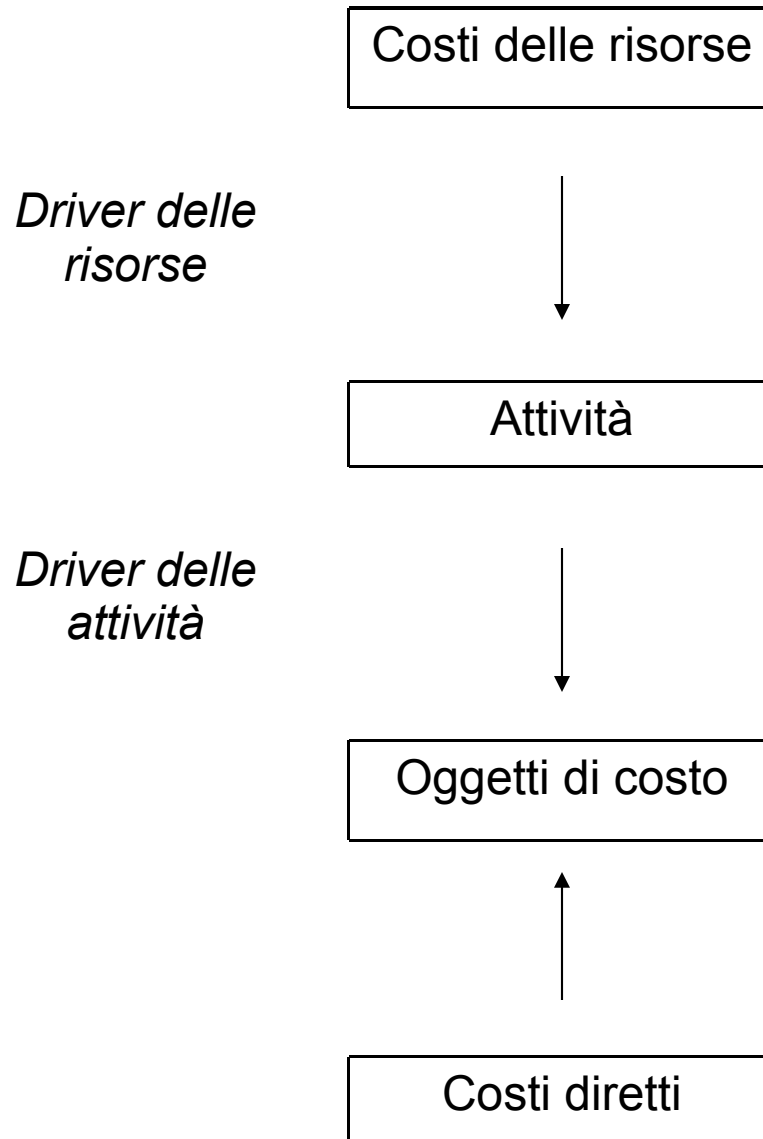 Costi delle risorse
Driver delle
risorse
Attività
Driver delle
attività
Oggetti di costo
Costi diretti